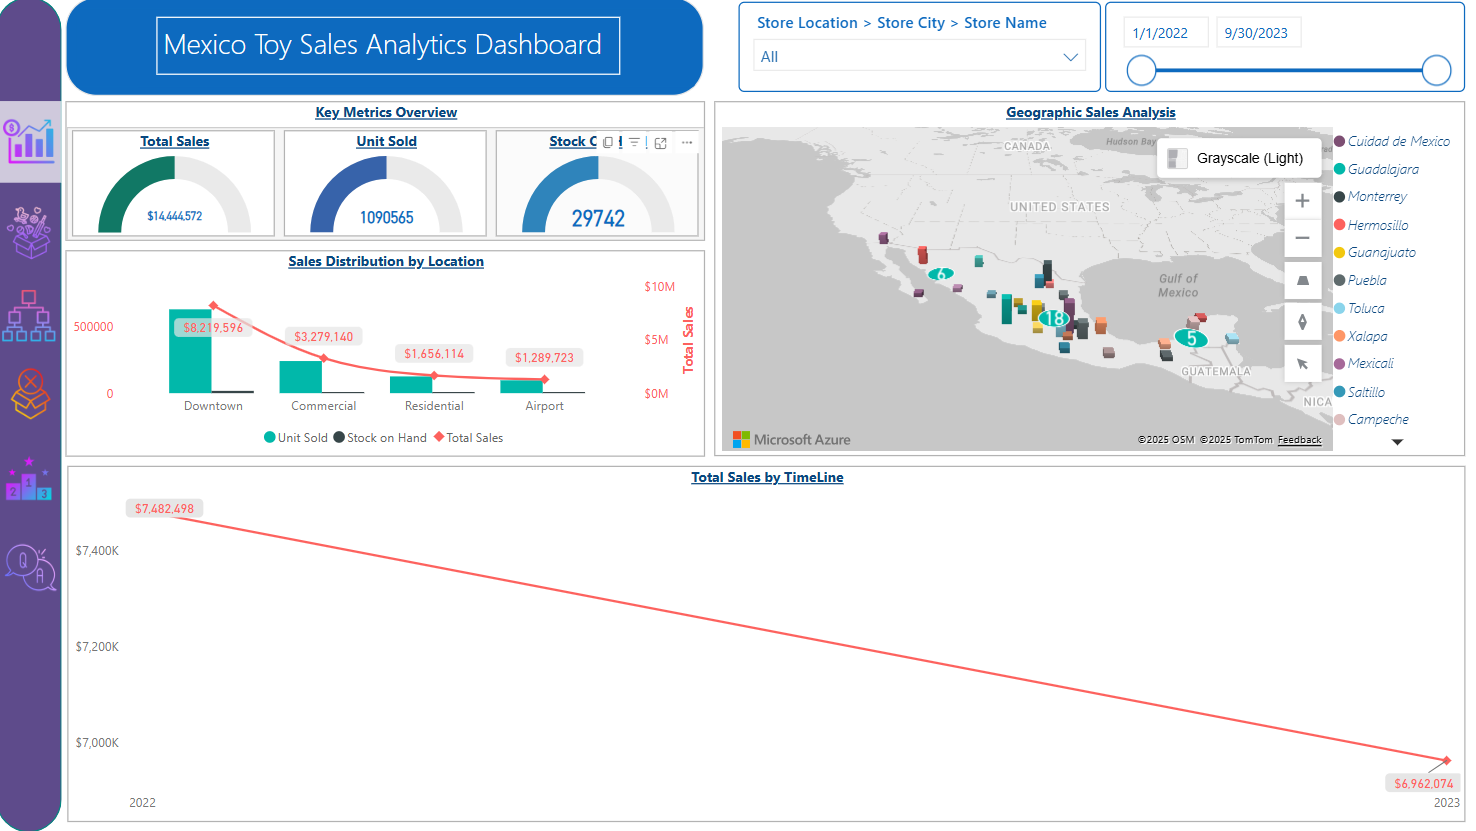 Mexico Toy Sales Analytics Dashboard
Store Location > Store City > Store Name
All
1/1/2022
9/30/2023
Key Metrics Overview
Total Sales
$14,444,572
Unit Sold
1090565
Stock
29742
Geographic Sales Analysis
CANADA
Hudson Bay
UNITED STATES
Gulf of
Mexico
GUATEMALA
NICA
6
18
5
Grayscale (Light)
Microsoft Azure
©2025 OSM ©2025 TomTom Feedback
Cuidad de Mexico
Guadalajara
Monterrey
Hermosillo
Guanajuato
Puebla
Toluca
Xalapa
Mexicali
Saltillo
Campeche
Sales Distribution by Location
500000
0
$10M
$5M
$0M
Total Sales
$8,219,596
$3,279,140
$1,656,114
$1,289,723
Downtown
Commercial
Residential
Airport
Unit Sold
Stock on Hand
Total Sales
Total Sales by TimeLine
$7,482,498
$7,400K
$7,200K
$7,000K
$6,962,074
2022
2023
Q
A
2
1
3